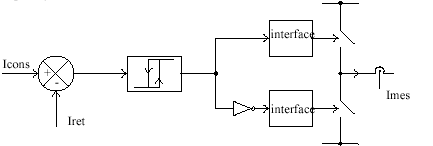 interface
Icons
+
-
Imes
interface
Iret